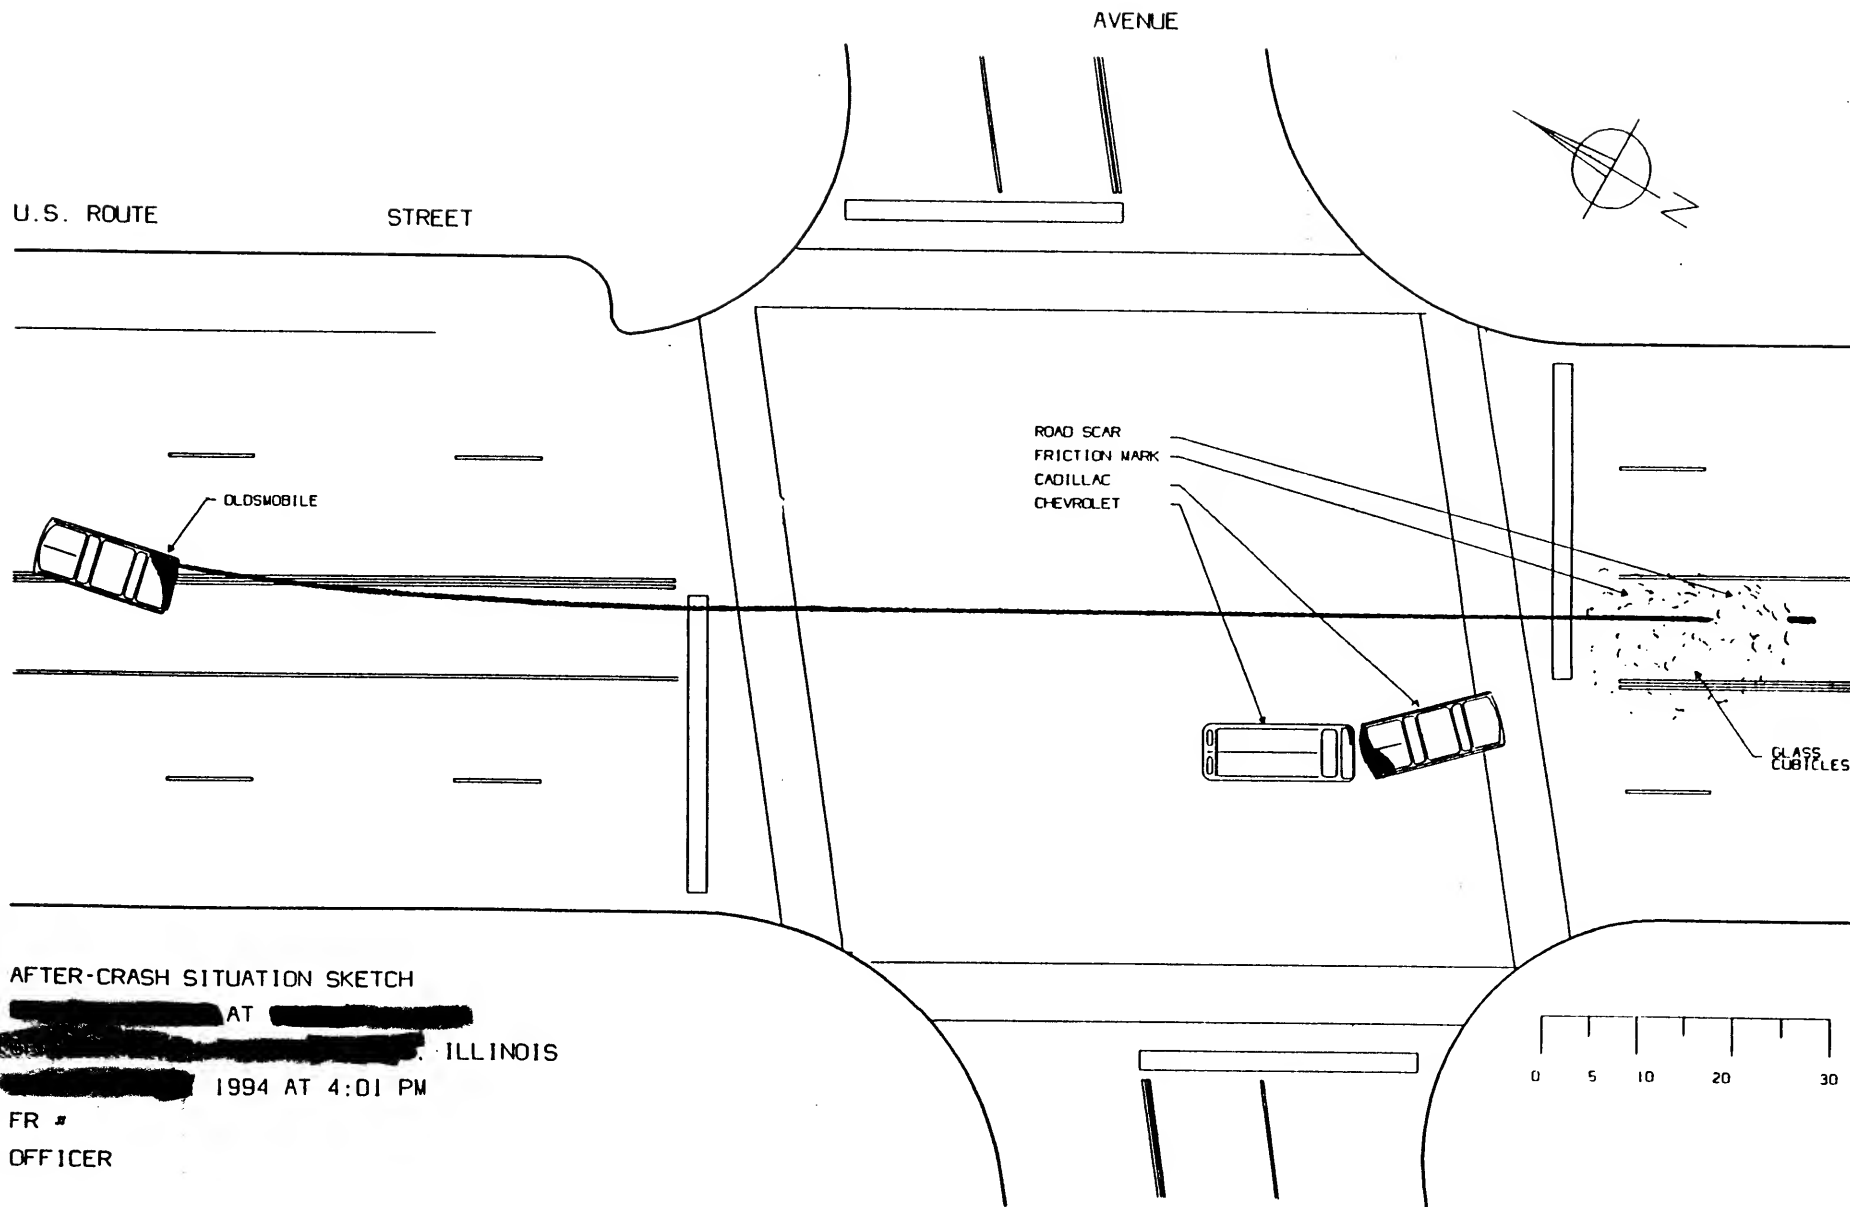 AVENUE
U.S. ROUTE STREET
N
ROAD SCAR
FRICTION MARK
CADILLAC
CHEVROLET
OLDSMOBILE
GLASS
CUBICLES
AFTER-CRASH SITUATION SKETCH
AT
, ILLINOIS
1994 AT 4:01 PM
FR #
OFFICER
0 5 10 20 30